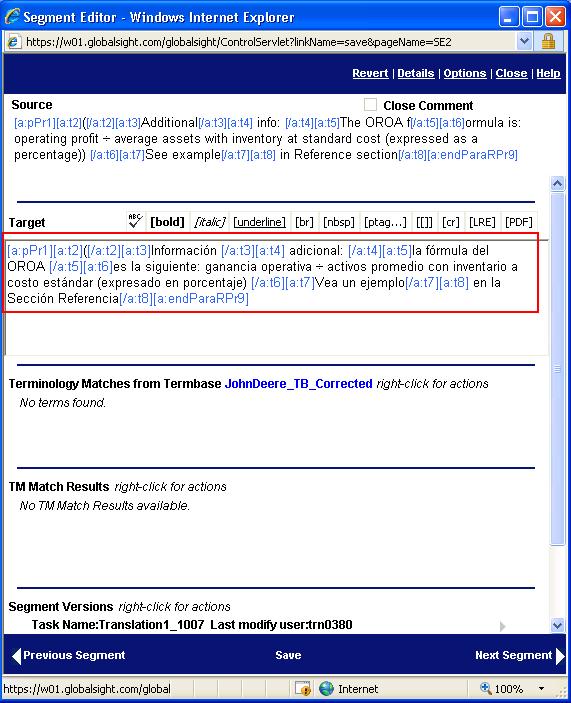 Segment Editor - Windows Internet Explorer
https://w01.globalsight.com/globalsight/ControlServlet?linkName=save&pageName=SE2
Revert | Details | Options | Close | Help
Source Close Comment
[a:pPr1][a:t2]([/a:t2][a:t3]Additional[/a:t3][a:t4] info: [/a:t4][a:t5]The OROA f[/a:t5][a:t6]ormula is:
operating profit ÷ average assets with inventory at standard cost (expressed as a
percentage)) [/a:t6][a:t7]See example[/a:t7][a:t8] in Reference section[/a:t8][a:endParaRPr9]
Target ABC [bold] [italic] [underline] [br] [nbsp] [ptag...] [[]] [cr] [LRE] [PDF]
[a:pPr1][a:t2]([/a:t2][a:t3]Información [/a:t3][a:t4] adicional: [/a:t4][a:t5]la fórmula del
OROA [/a:t5][a:t6]es la siguiente: ganancia operativa ÷ activos promedio con inventario a
costo estándar (expresado en porcentaje) [/a:t6][a:t7]Vea un ejemplo[/a:t7][a:t8] en la
Sección Referencia[/a:t8][a:endParaRPr9]
Terminology Matches from Termbase JohnDeere_TB_Corrected right-click for actions
No terms found.
TM Match Results right-click for actions
No TM Match Results available.
Segment Versions right-click for actions
Task Name:Translation1_1007 Last modify user:trn0380
Previous Segment Save Next Segment
https://w01.globalsight.com/global Internet 100%